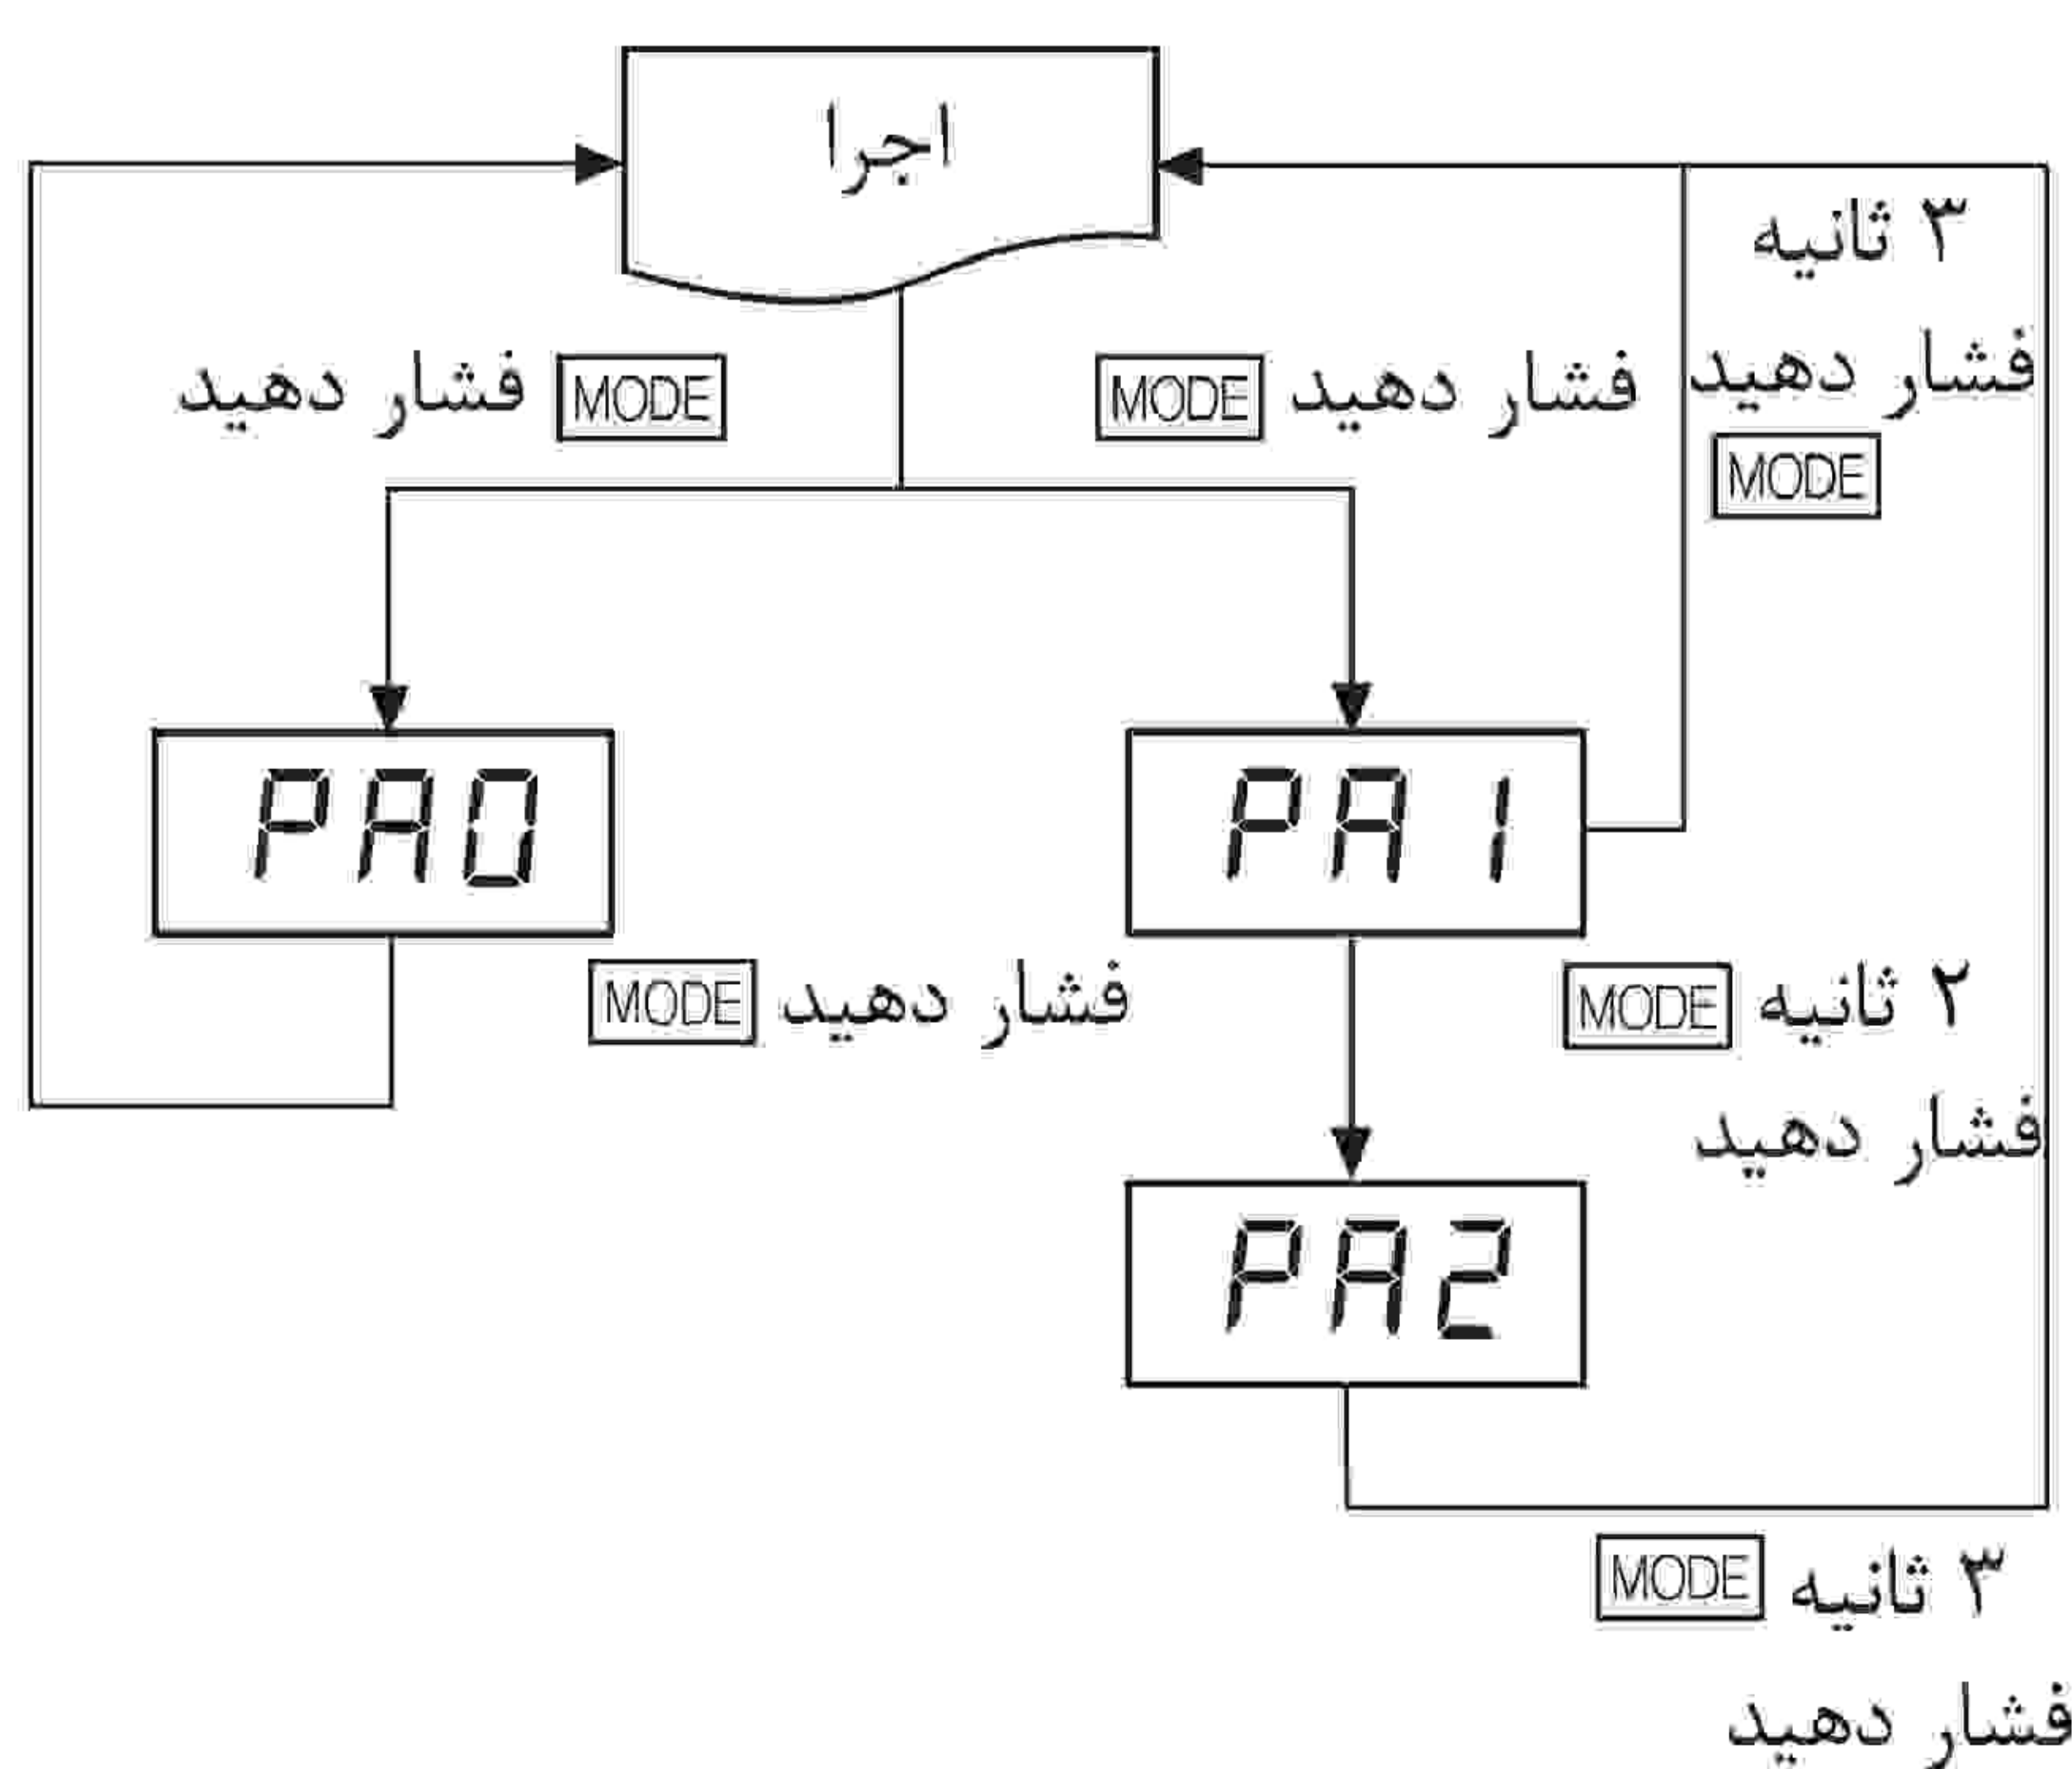 اجرا
۳ ثانیه
فشار دهید
MODE
MODE فشار دهید
فشار دهید MODE
PA0
PA1
فشار دهید MODE
۲ ثانیه MODE
فشار دهید
PA2
۳ ثانیه MODE
فشار دهید